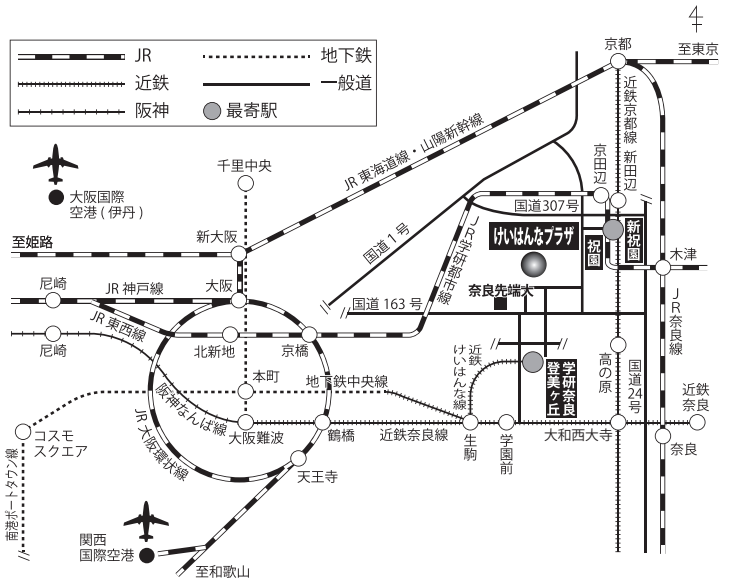 JR
地下鉄
近鉄
一般道
阪神
最寄駅
京都
至東京
千里中央
JR東海道線・山陽新幹線
近鉄京都線
新田辺
京田辺
大阪国際
空港(伊丹)
国道307号
国道1号
JR学研都市線
けいはんなプラザ
新祝園
祝園
至姫路
新大阪
木津
尼崎
JR神戸線
大阪
国道163号
奈良先端大
JR東西線
尼崎
北新地
京橋
JR奈良線
近鉄
けいはんな線
学研奈良
登美ヶ丘
高の原
国道24号
本町
地下鉄中央線
近鉄
奈良
阪神なんば線
コスモ
スクエア
JR大阪環状線
大阪難波
鶴橋
近鉄奈良線
生駒
学園前
大和西大寺
奈良
南港ポートタウン線
天王寺
関西
国際空港
至和歌山